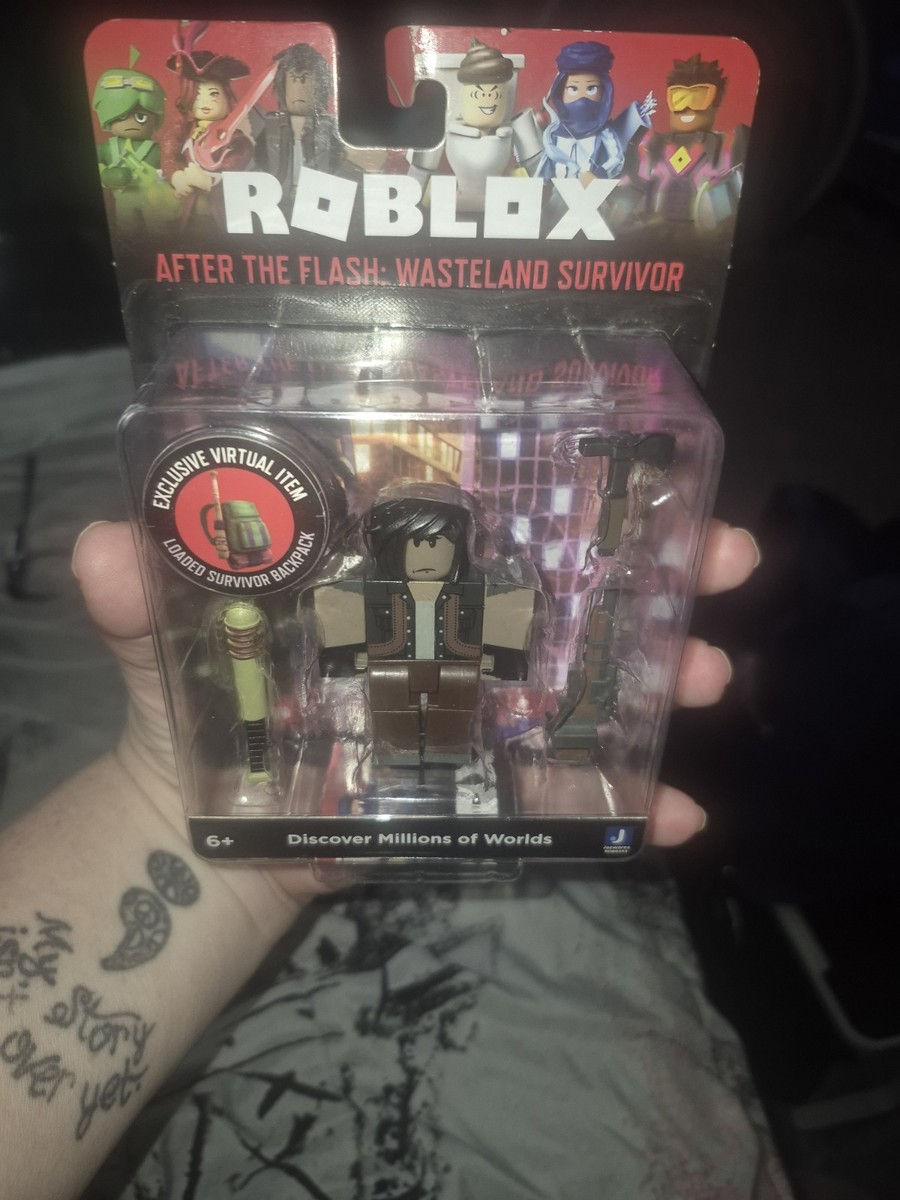 ROBLOX
AFTER THE FLASH: WASTELAND SURVIVOR
EXCLUSIVE VIRTUAL ITEM
LOADED SURVIVOR BACKPACK
6+
Discover Millions of Worlds
J
My
story
isn't
over
yet.